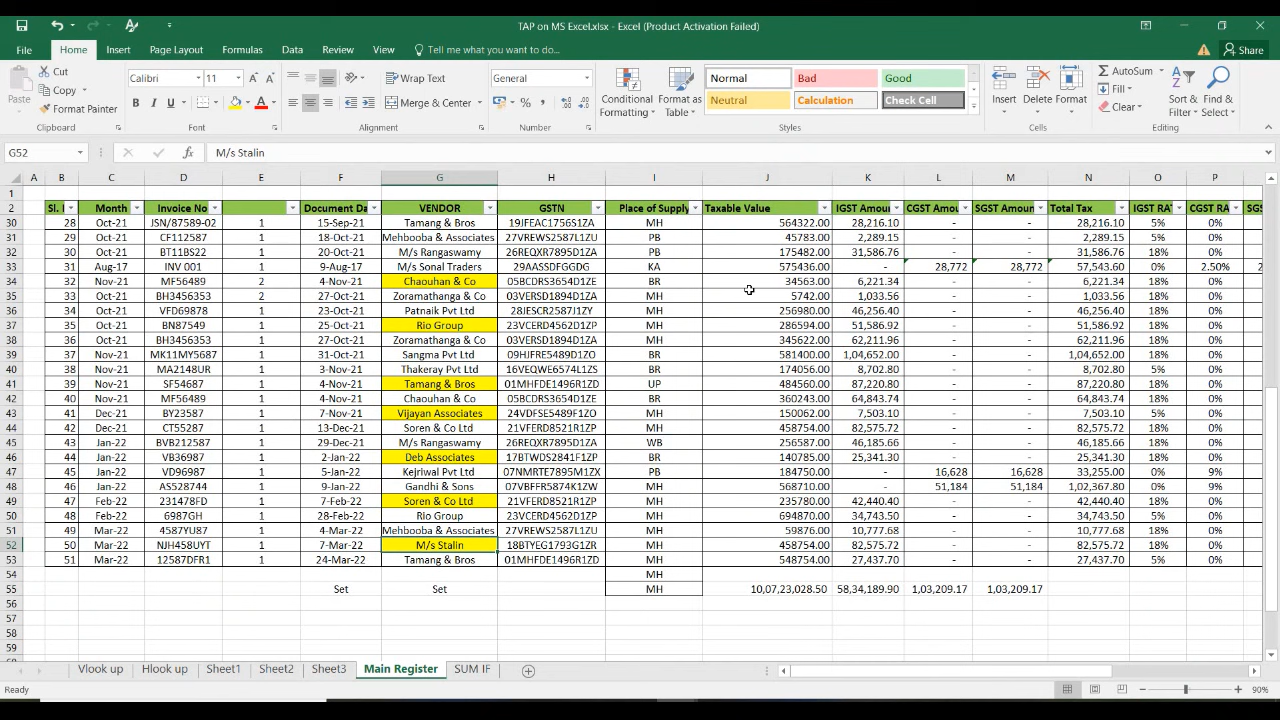 TAP on MS Excel.xlsx - Excel (Product Activation Failed)
File Home Insert Page Layout Formulas Data Review View Tell me what you want to do... Share
Paste Cut Copy Format Painter Clipboard
Calibri 11 B I U Font
Wrap Text Merge & Center Alignment
General % , Number
Conditional Formatting Format as Table Normal Bad Good Neutral Calculation Check Cell Styles
Insert Delete Format Cells
AutoSum Fill Clear Sort & Filter Find & Select Editing
G52 fx M/s Stalin
A B C D E F G H I J K L M N O P
1
2 Sl. Month Invoice No Document Da VENDOR GSTN Place of Supply Taxable Value IGST Amoun CGST Amou SGST Amoun Total Tax IGST RA CGST RA SGS
30 28 Oct-21 JSN/87589-02 1 15-Sep-21 Tamang & Bros 19JFEAC1756S1ZA MH 564322.00 28,216.10 - - 28,216.10 5% 0%
31 29 Oct-21 CF112587 1 18-Oct-21 Mehbooba & Associates 27VREWS2587L1ZU PB 45783.00 2,289.15 - - 2,289.15 5% 0%
32 30 Oct-21 BT11BS22 1 20-Oct-21 M/s Rangaswamy 26REQXR7895D1ZL PB 175482.00 31,586.76 - - 31,586.76 18% 0%
33 31 Aug-17 INV 001 1 9-Aug-17 M/s Sonal Traders 29AASSDFGGDG KA 575436.00 - 28,772 28,772 57,543.60 0% 2.50% 2
34 32 Nov-21 MF56489 2 4-Nov-21 Chaouhan & Co 05BCDRS3654D1ZE BR 34563.00 6,221.34 - - 6,221.34 18% 0%
35 33 Oct-21 BH3456353 2 27-Oct-21 Zoramathanga & Co 03VERSD1894D1ZA MH 5742.00 1,033.56 - - 1,033.56 18% 0%
36 34 Oct-21 VFD69878 1 23-Oct-21 Patnaik Pvt Ltd 28JESCR2587J1ZY MH 256980.00 46,256.40 - - 46,256.40 18% 0%
37 35 Oct-21 BN87549 1 25-Oct-21 Rio Group 23VCERD4562D1ZP MH 286594.00 51,586.92 - - 51,586.92 18% 0%
38 36 Oct-21 BH3456353 1 27-Oct-21 Zoramathanga & Co 03VERSD1894D1ZA MH 345622.00 62,211.96 - - 62,211.96 18% 0%
39 37 Nov-21 MK11MY5687 1 31-Oct-21 Sangma Pvt Ltd 09HJFRE5489D1ZO BR 581400.00 1,04,652.00 - - 1,04,652.00 18% 0%
40 38 Nov-21 MA2148UR 1 3-Nov-21 Thakeray Pvt Ltd 16VEQWE6574L1ZS BR 174056.00 8,702.80 - - 8,702.80 5% 0%
41 39 Nov-21 SF54687 1 4-Nov-21 Tamang & Bros 01MHFDE1496R1ZD UP 484560.00 87,220.80 - - 87,220.80 18% 0%
42 40 Nov-21 MF56489 1 4-Nov-21 Chaouhan & Co 05BCDRS3654D1ZE BR 360243.00 64,843.74 - - 64,843.74 18% 0%
43 41 Dec-21 BY23587 1 7-Nov-21 Vijayan Associates 24VDFSE5489F1ZO MH 150062.00 7,503.10 - - 7,503.10 5% 0%
44 42 Dec-21 CT55287 1 13-Dec-21 Soren & Co Ltd 21VFERD8521R1ZP MH 458754.00 82,575.72 - - 82,575.72 18% 0%
45 43 Jan-22 BVB212587 1 29-Dec-21 M/s Rangaswamy 26REQXR7895D1ZL WB 256587.00 46,185.66 - - 46,185.66 18% 0%
46 44 Jan-22 VB36987 1 2-Jan-22 Deb Associates 17BTWDS2841F1ZC BR 140785.00 25,341.30 - - 25,341.30 18% 0%
47 45 Jan-22 VD96987 1 5-Jan-22 Kejriwal Pvt Ltd 07NMRTE7895M1ZX PB 184750.00 - 16,628 16,628 33,255.00 0% 9%
48 46 Jan-22 AS528744 1 9-Jan-22 Gandhi & Sons 07VBFFR5874K1ZW MH 568710.00 - 51,184 51,184 1,02,367.80 0% 9%
49 47 Feb-22 231478FD 1 7-Feb-22 Soren & Co Ltd 21VFERD8521R1ZP MH 235780.00 42,440.40 - - 42,440.40 18% 0%
50 48 Feb-22 6987GH 1 28-Feb-22 RIo Group 23VCERD4562D1ZP MH 694870.00 34,743.50 - - 34,743.50 5% 0%
51 49 Mar-22 4587YU87 1 4-Mar-22 Mehbooba & Associates 27VREWS2587L1ZU MH 59876.00 10,777.68 - - 10,777.68 18% 0%
52 50 Mar-22 NJH458UYT 1 7-Mar-22 M/s Stalin 18BTYEG1793G1ZR MH 458754.00 82,575.72 - - 82,575.72 18% 0%
53 51 Mar-22 12587DFR1 1 24-Mar-22 Tamang & Bros 01MHFDE1496R1ZD MH 548754.00 27,437.70 - - 27,437.70 5% 0%
54 MH
55 Set Set MH 10,07,23,028.50 58,34,189.90 1,03,209.17 1,03,209.17
56
57
58
59
Vlook up Hlook up Sheet1 Sheet2 Sheet3 Main Register SUM IF
Ready 90%